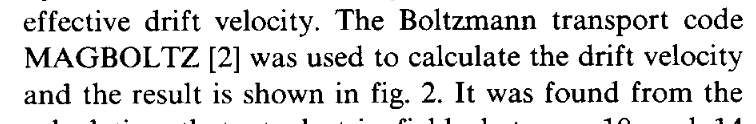 effective drift velocity. The Boltzmann transport code
MAGBOLTZ [2] was used to calculate the drift velocity
and the result is shown in fig. 2. It was found from the